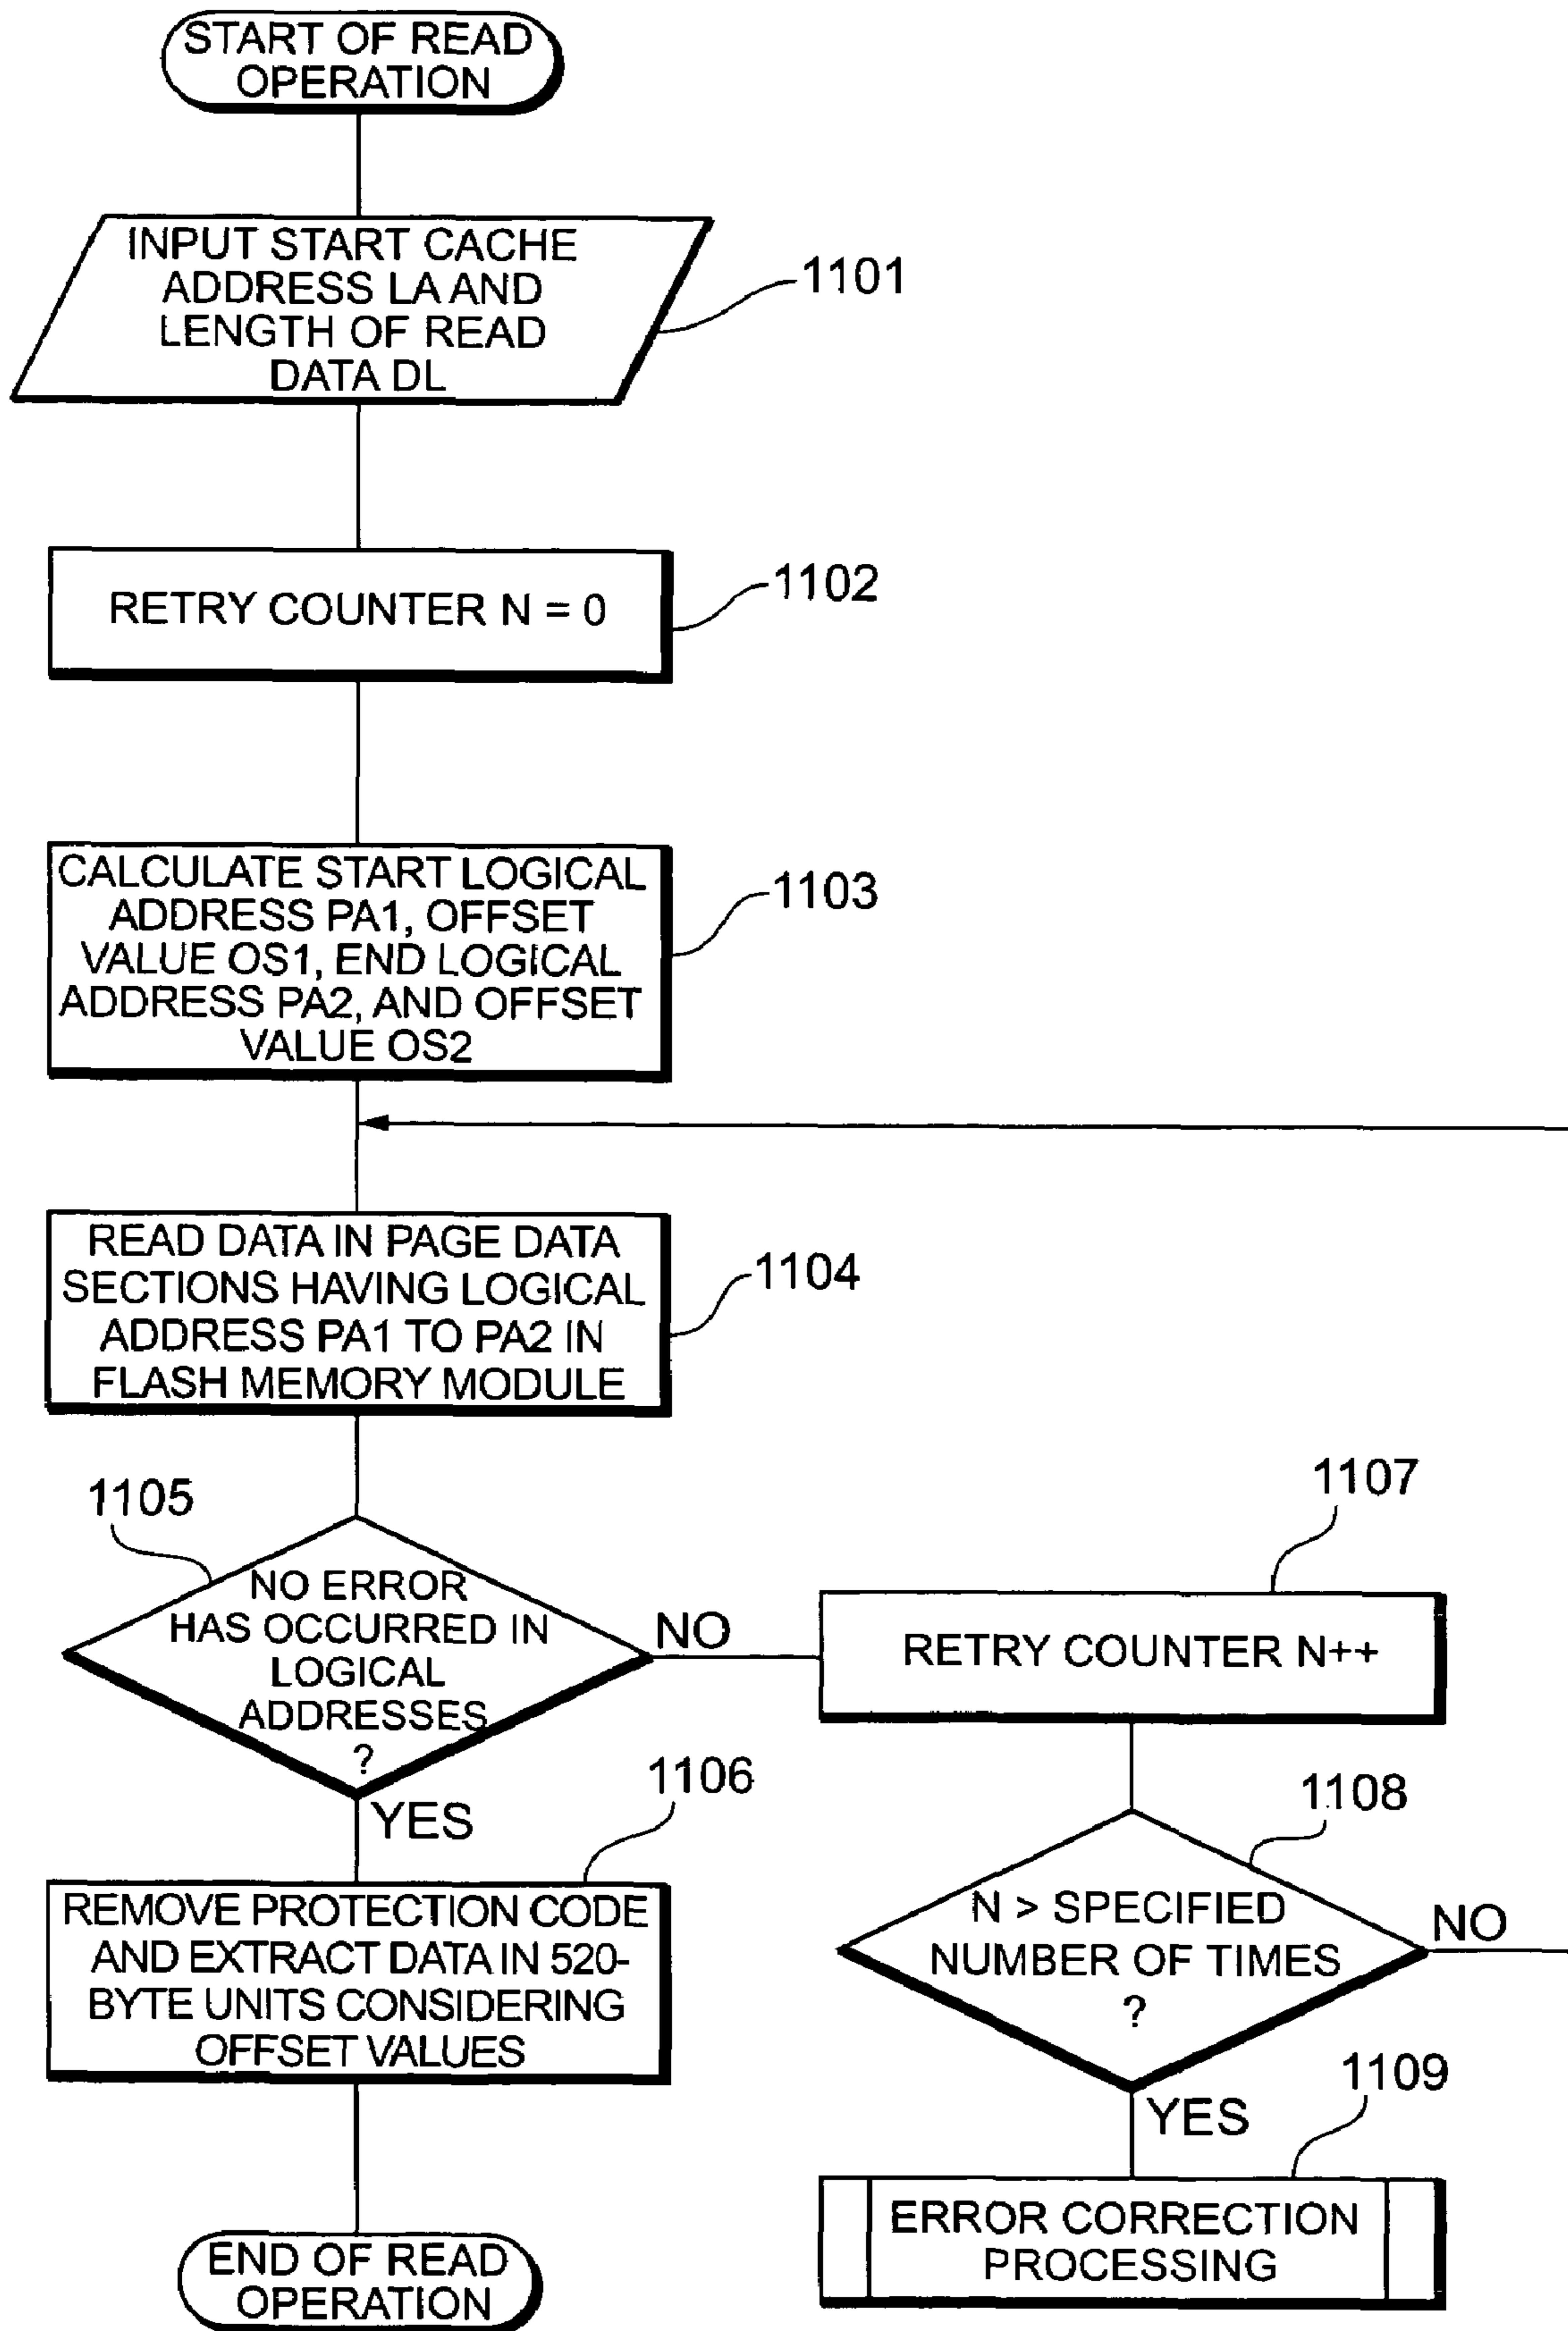 START OF READ
OPERATION
INPUT START CACHE
ADDRESS LA AND
LENGTH OF READ
DATA DL
1101
RETRY COUNTER N = 0
1102
CALCULATE START LOGICAL
ADDRESS PA1, OFFSET
VALUE OS1, END LOGICAL
ADDRESS PA2, AND OFFSET
VALUE OS2
1103
READ DATA IN PAGE DATA
SECTIONS HAVING LOGICAL
ADDRESS PA1 TO PA2 IN
FLASH MEMORY MODULE
1104
1105
NO ERROR
HAS OCCURRED IN
LOGICAL
ADDRESSES
?
NO
YES
1107
RETRY COUNTER N++
1106
REMOVE PROTECTION CODE
AND EXTRACT DATA IN 520-
BYTE UNITS CONSIDERING
OFFSET VALUES
1108
N > SPECIFIED
NUMBER OF TIMES
?
NO
YES
1109
ERROR CORRECTION
PROCESSING
END OF READ
OPERATION